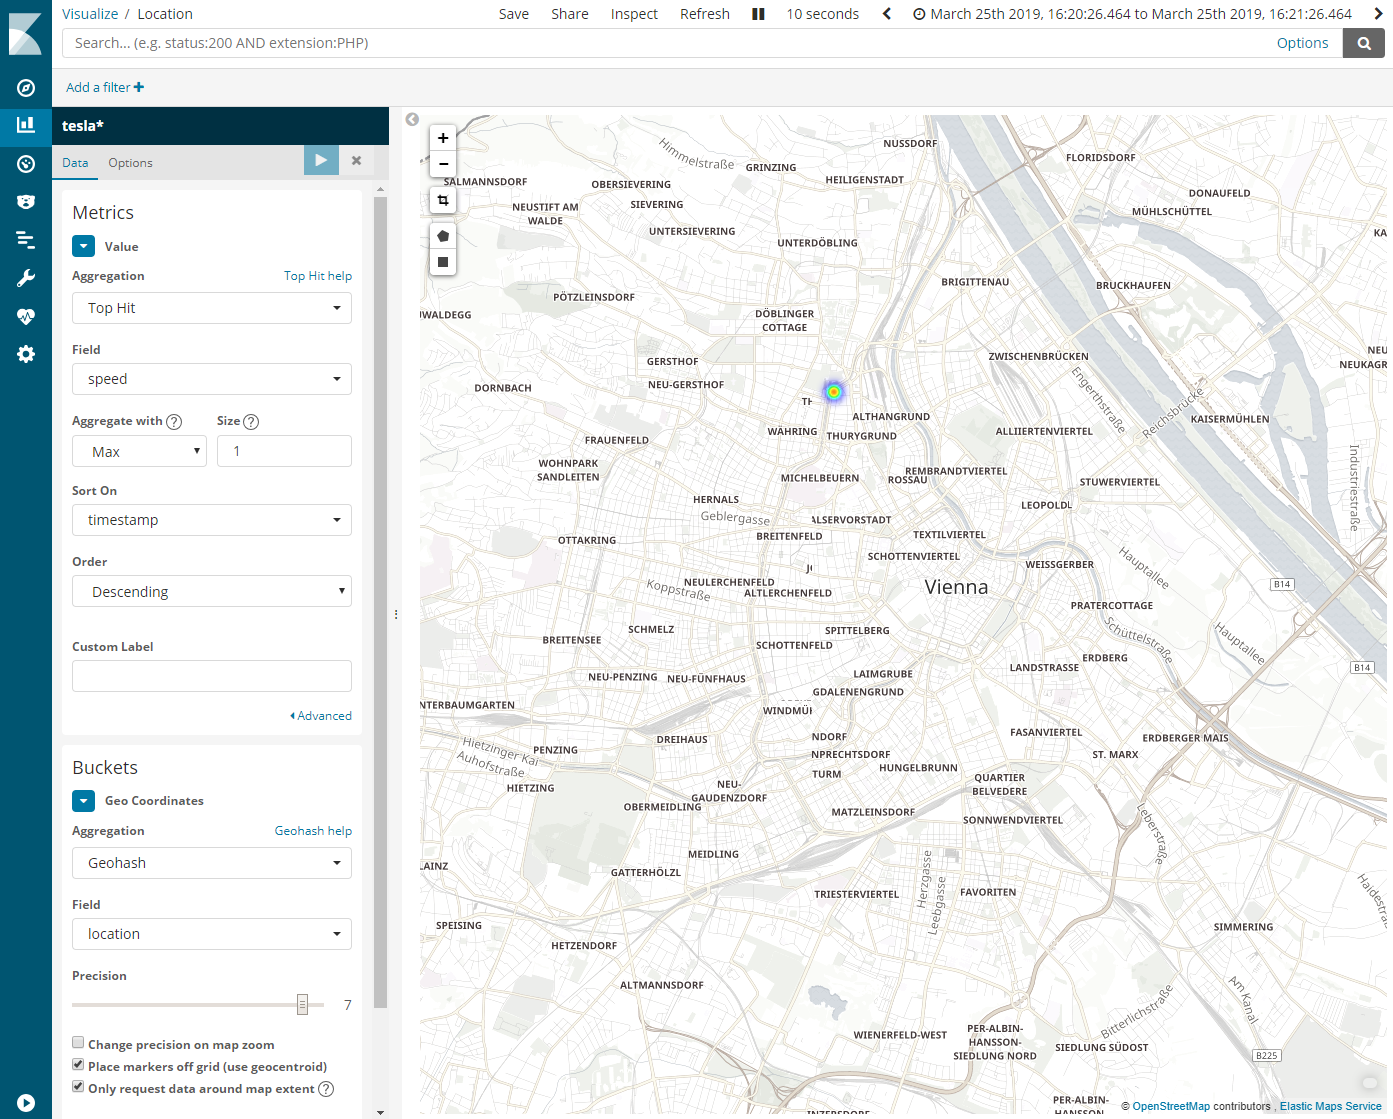 Visualize / Location
Save Share Inspect Refresh 10 seconds March 25th 2019, 16:20:26.464 to March 25th 2019, 16:21:26.464
Search... (e.g. status:200 AND extension:PHP)
Options
Add a filter
tesla*
Data Options
Metrics
Value
Aggregation Top Hit help
Top Hit
Field
speed
Aggregate with ? Size ?
Max 1
Sort On
timestamp
Order
Descending
Custom Label
Advanced
Buckets
Geo Coordinates
Aggregation Geohash help
Geohash
Field
location
Precision
7
Change precision on map zoom
Place markers off grid (use geocentroid)
Only request data around map extent ?
+
−
NUSSDORF
Himmelstraße
GRINZING
FLORIDSDORF
SALMANNSDORF
OBERSIEVERING
HEILIGENSTADT
DONAUFELD
NEUSTIFT AM
WALDE
SIEVERING
MÜHLSCHÜTTEL
UNTERSIEVERING
KA
UNTERDÖBLING
BRIGITTENAU
BRUCKHAUFEN
PÖTZLEINSDORF
UWALDEGG
DÖBLINGER
COTTAGE
NEU
NEUKAGR
ZWISCHENBRÜCKEN
GERSTHOF
NEU-GERSTHOF
DORNBACH
Engerthstraße
Reichsbrücke
TH
ALTHANGRUND
KAISERMÜHLEN
WÄHRING
THURYGRUND
ALLIIERTENVIERTEL
FRAUENFELD
Industriestraße
WOHNPARK
SANDLEITEN
MICHELBEUERN
REMBRANDTVIERTEL
ROSSAU
STUWERVIERTEL
HERNALS
LEOPOLDL
Geblergasse
ALSERVORSTADT
BREITENFELD
TEXTILVIERTEL
OTTAKRING
SCHOTTENVIERTEL
Hauptallee
WEISSGERBER
Koppstraße
NEULERCHENFELD
ALTLERCHENFELD
Vienna
B14
PRATERCOTTAGE
SCHMELZ
SPITTELBERG
Schüttelstraße
Hauptallee
BREITENSEE
SCHOTTENFELD
ERDBERG
B14
LANDSTRASSE
NEU-PENZING
NEU-FÜNFHAUS
LAIMGRUBE
GDALENENGRUND
NTERBAUMGARTEN
WINDMÜH
FASANVIERTEL
NDORF
DREIHAUS
ERDBERGER MAIS
Hietzinger Kai
PENZING
NPRECHTSDORF
ST. MARX
Auhofstraße
TURM
HUNGELBRUNN
HIETZING
NEU-
GAUDENZDORF
QUARTIER
BELVEDERE
OBERMEIDLING
MATZLEINSDORF
SONNWENDVIERTEL
Leberstraße
MEIDLING
LAINZ
GATTERHÖLZL
Herzgasse
Leebgasse
TRIESTERVIERTEL
FAVORITEN
Haidestraß
SPEISING
SIMMERING
HETZENDORF
ALTMANNSDORF
Am Kanal
Bitterlichstraße
WIENERFELD-WEST
PER-ALBIN-
HANSSON-
SIEDLUNG NORD
SIEDLUNG SÜDOST
B225
PER-ALBIN-
HANSSON-
INZERSDORF
© OpenStreetMap contributors , Elastic Maps Service